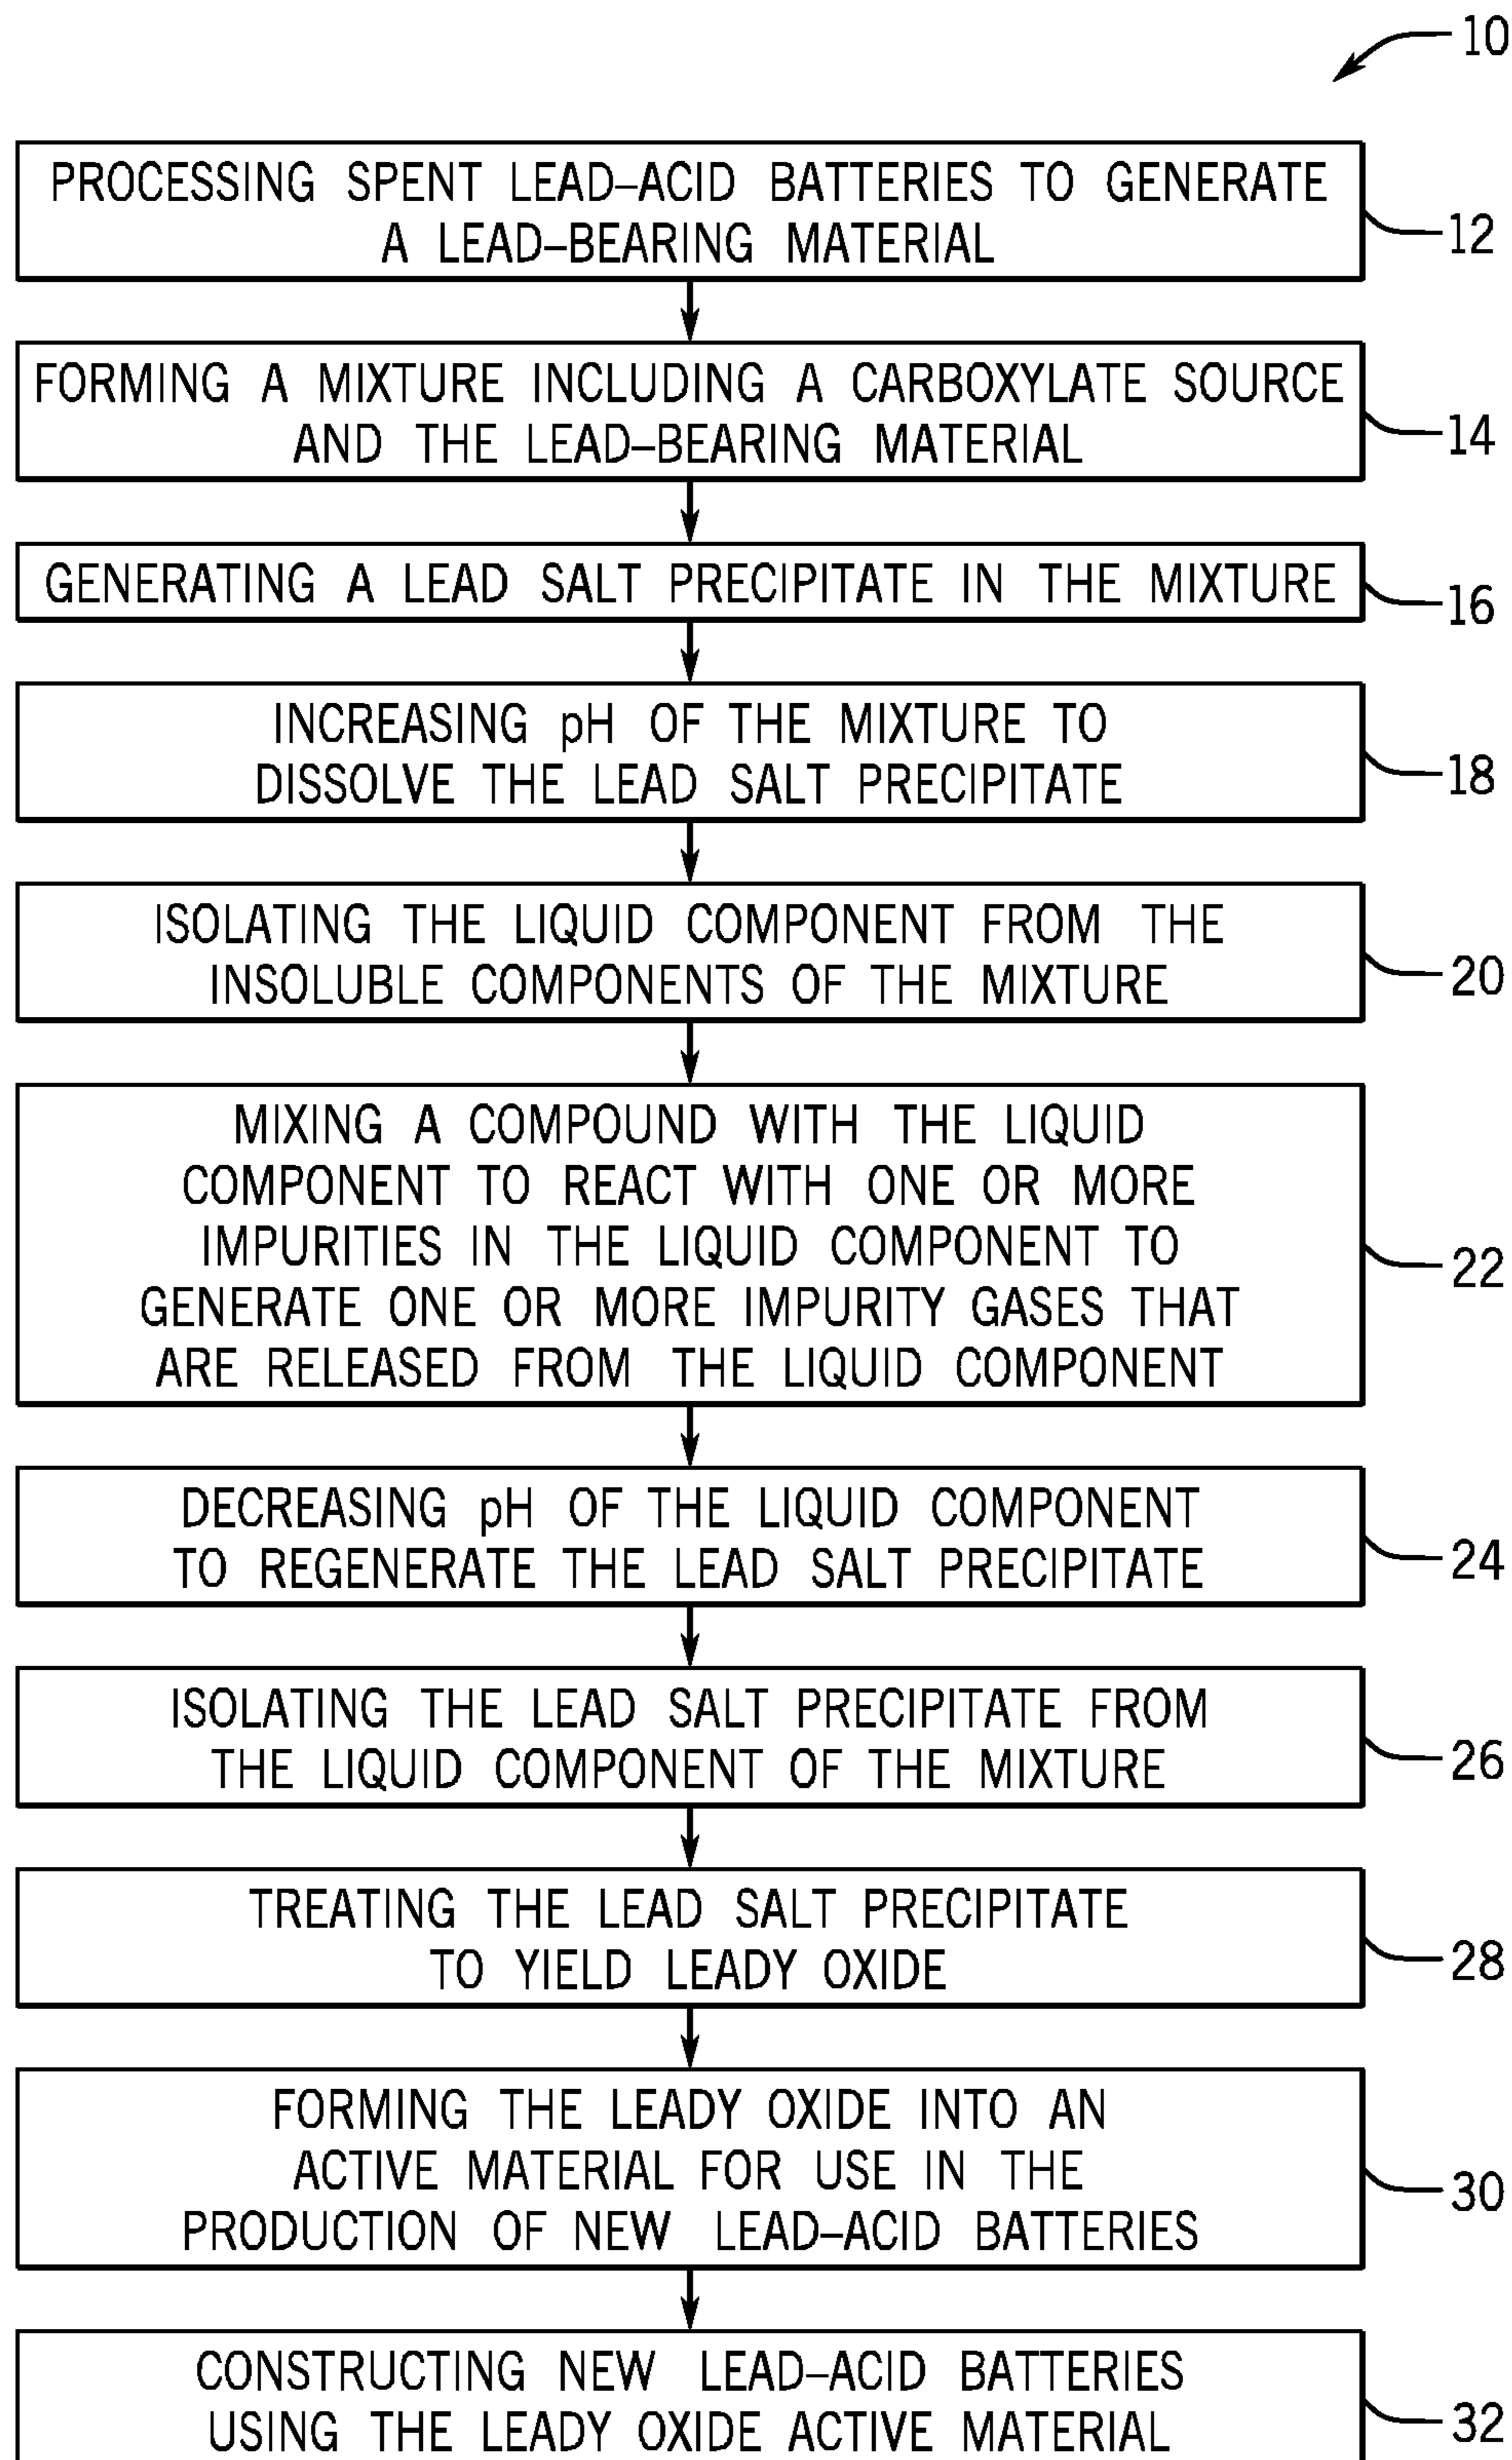 10
PROCESSING SPENT LEAD–ACID BATTERIES TO GENERATE
A LEAD–BEARING MATERIAL
12
FORMING A MIXTURE INCLUDING A CARBOXYLATE SOURCE
AND THE LEAD–BEARING MATERIAL
14
GENERATING A LEAD SALT PRECIPITATE IN THE MIXTURE
16
INCREASING pH OF THE MIXTURE TO
DISSOLVE THE LEAD SALT PRECIPITATE
18
ISOLATING THE LIQUID COMPONENT FROM THE
INSOLUBLE COMPONENTS OF THE MIXTURE
20
MIXING A COMPOUND WITH THE LIQUID
COMPONENT TO REACT WITH ONE OR MORE
IMPURITIES IN THE LIQUID COMPONENT TO
GENERATE ONE OR MORE IMPURITY GASES THAT
ARE RELEASED FROM THE LIQUID COMPONENT
22
DECREASING pH OF THE LIQUID COMPONENT
TO REGENERATE THE LEAD SALT PRECIPITATE
24
ISOLATING THE LEAD SALT PRECIPITATE FROM
THE LIQUID COMPONENT OF THE MIXTURE
26
TREATING THE LEAD SALT PRECIPITATE
TO YIELD LEADY OXIDE
28
FORMING THE LEADY OXIDE INTO AN
ACTIVE MATERIAL FOR USE IN THE
PRODUCTION OF NEW LEAD–ACID BATTERIES
30
CONSTRUCTING NEW LEAD–ACID BATTERIES
USING THE LEADY OXIDE ACTIVE MATERIAL
32